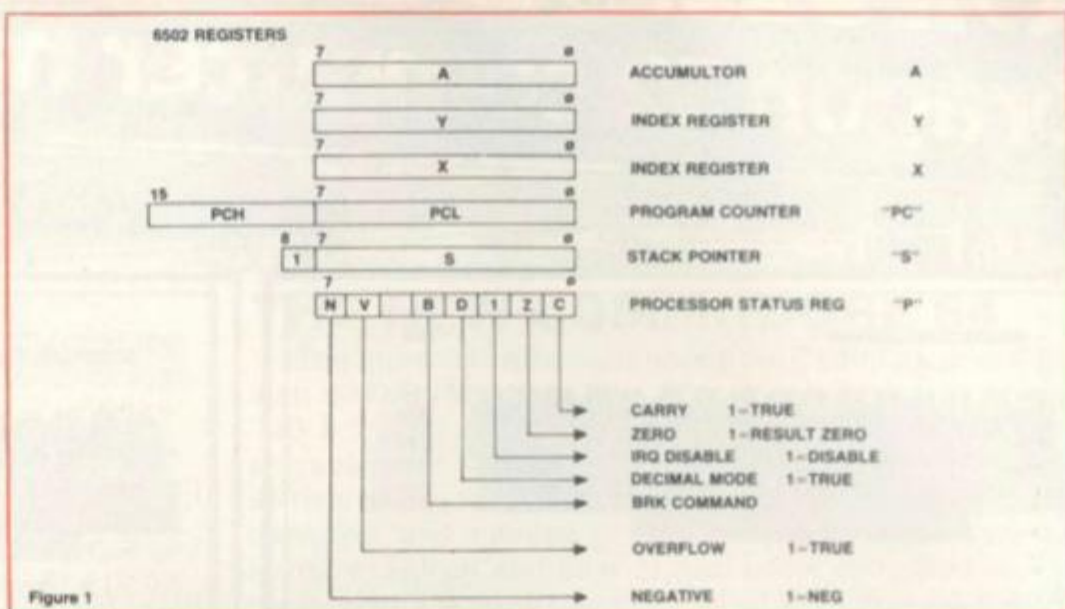 6502 REGISTERS
7 ø
A ACCUMULTOR A
7 ø
Y INDEX REGISTER Y
7 ø
X INDEX REGISTER X
15 7 ø
PCH PCL PROGRAM COUNTER "PC"
8 7 ø
1 S STACK POINTER "S"
7 ø
N V B D 1 Z C PROCESSOR STATUS REG "P"
CARRY 1-TRUE
ZERO 1-RESULT ZERO
IRQ DISABLE 1-DISABLE
DECIMAL MODE 1-TRUE
BRK COMMAND
OVERFLOW 1-TRUE
NEGATIVE 1-NEG
Figure 1